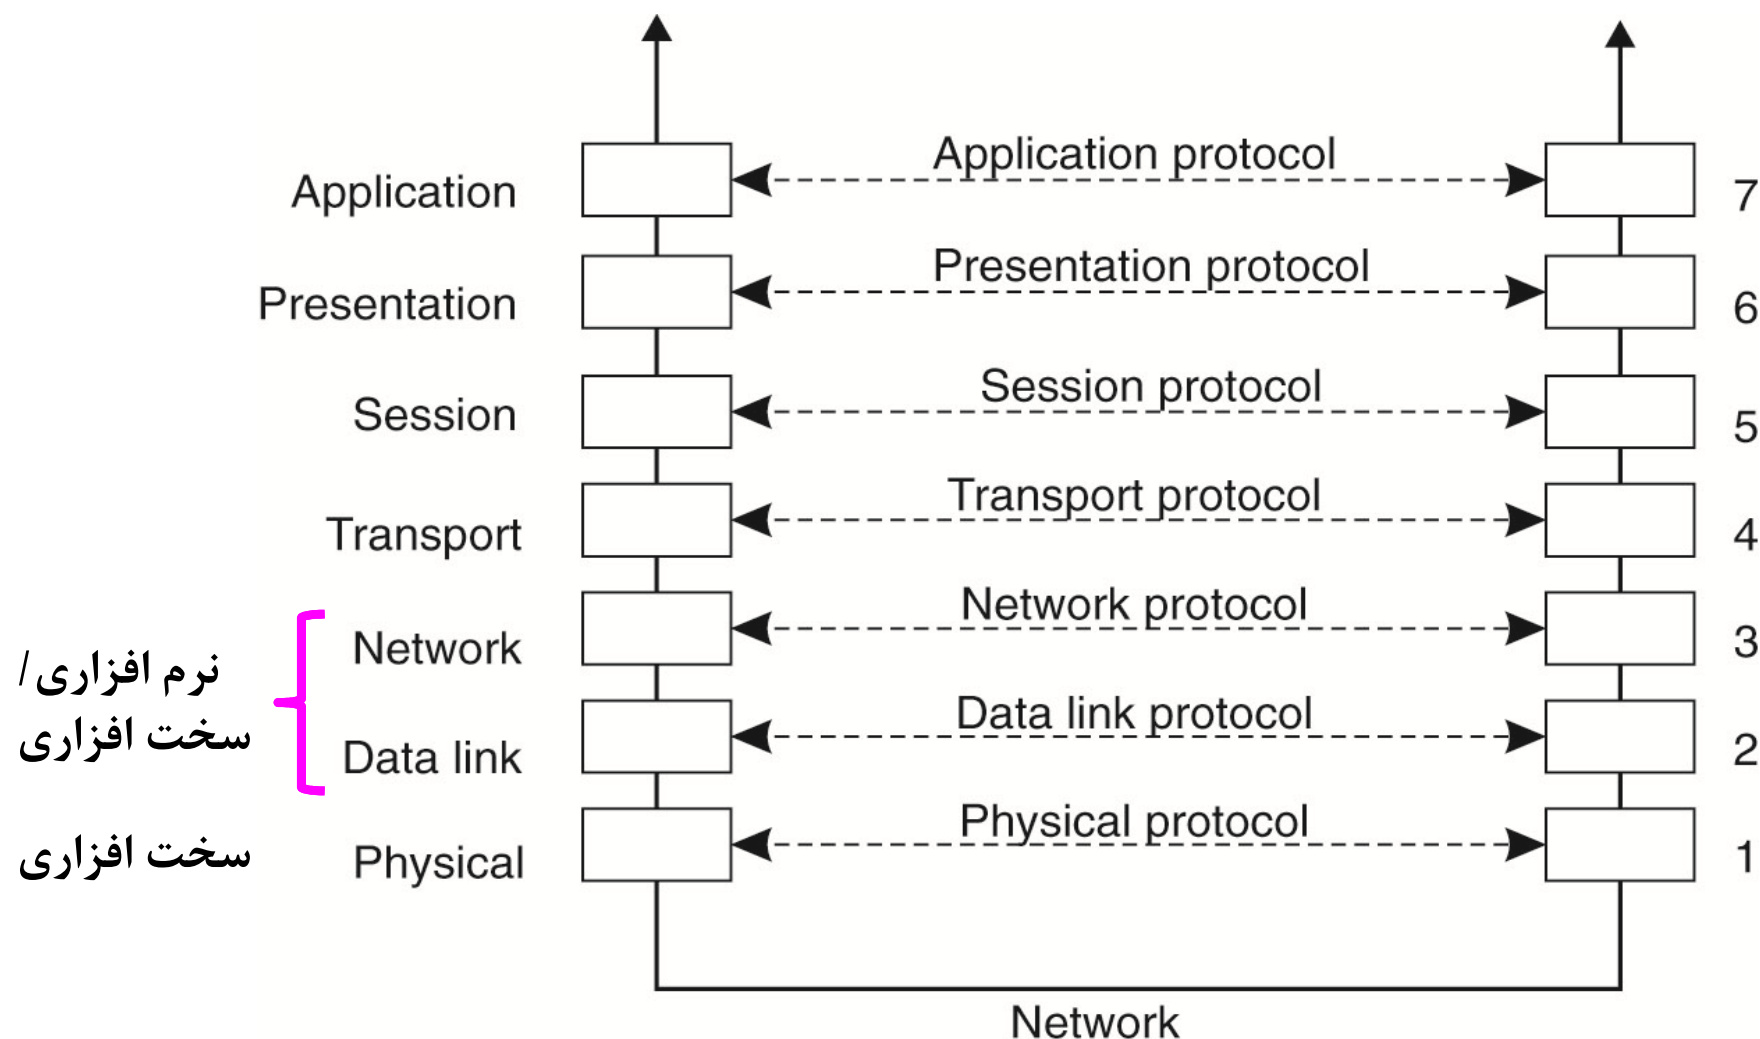 Application
Application protocol
7
Presentation
Presentation protocol
6
Session
Session protocol
5
Transport
Transport protocol
4
Network
Network protocol
3
نرم افزاری/
سخت افزاری
Data link
Data link protocol
2
سخت افزاری
Physical
Physical protocol
1
Network